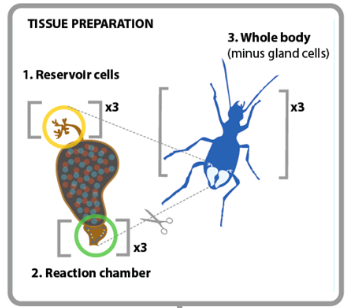 TISSUE PREPARATION
3. Whole body
(minus gland cells)
1. Reservoir cells
x3
x3
x3
2. Reaction chamber